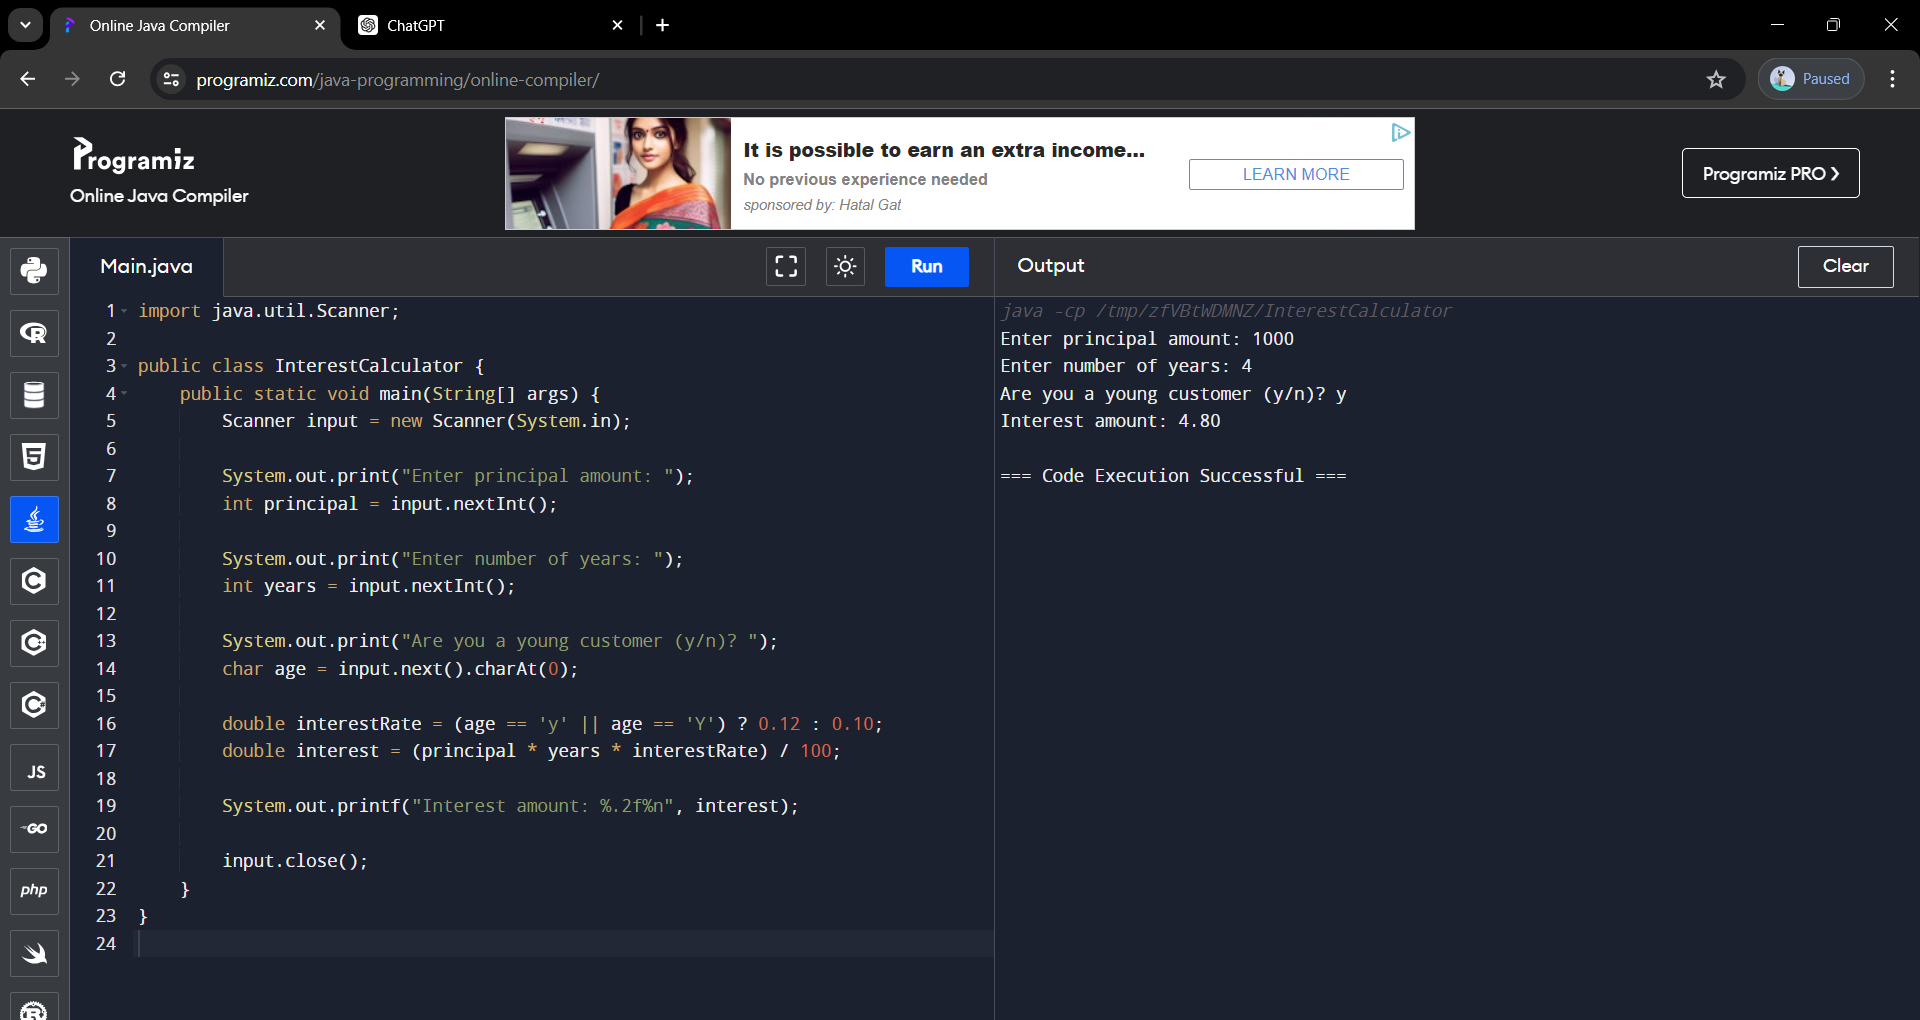 Online Java Compiler
ChatGPT
programiz.com/java-programming/online-compiler/
Paused
Programiz
Online Java Compiler
It is possible to earn an extra income...
No previous experience needed
sponsored by: Hatal Gat
LEARN MORE
Programiz PRO ❯
Main.java
Run
Output
Clear
1 import java.util.Scanner;
2
3 public class InterestCalculator {
4     public static void main(String[] args) {
5         Scanner input = new Scanner(System.in);
6
7         System.out.print("Enter principal amount: ");
8         int principal = input.nextInt();
9
10         System.out.print("Enter number of years: ");
11         int years = input.nextInt();
12
13         System.out.print("Are you a young customer (y/n)? ");
14         char age = input.next().charAt(0);
15
16         double interestRate = (age == 'y' || age == 'Y') ? 0.12 : 0.10;
17         double interest = (principal * years * interestRate) / 100;
18
19         System.out.printf("Interest amount: %.2f%n", interest);
20
21         input.close();
22     }
23 }
24
java -cp /tmp/zfVBtWDMNZ/InterestCalculator
Enter principal amount: 1000
Enter number of years: 4
Are you a young customer (y/n)? y
Interest amount: 4.80
=== Code Execution Successful ===
R
5
C
C
C
JS
GO
php
R